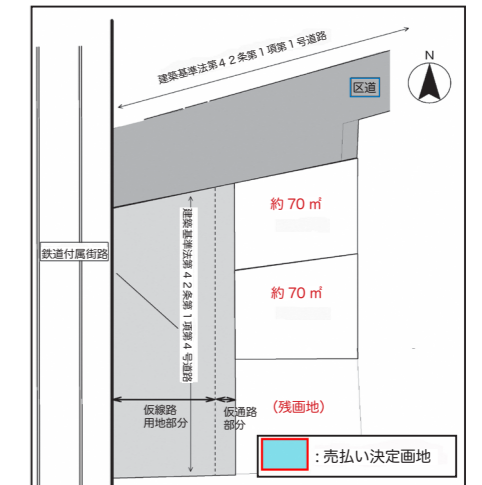 建築基準法第42条第1項第1号道路
N
区道
約70㎡
建築基準法第42条第1項第4号道路
鉄道付属街路
約70㎡
仮線路
用地部分
仮通路
部分
(残画地)
:売払い決定画地